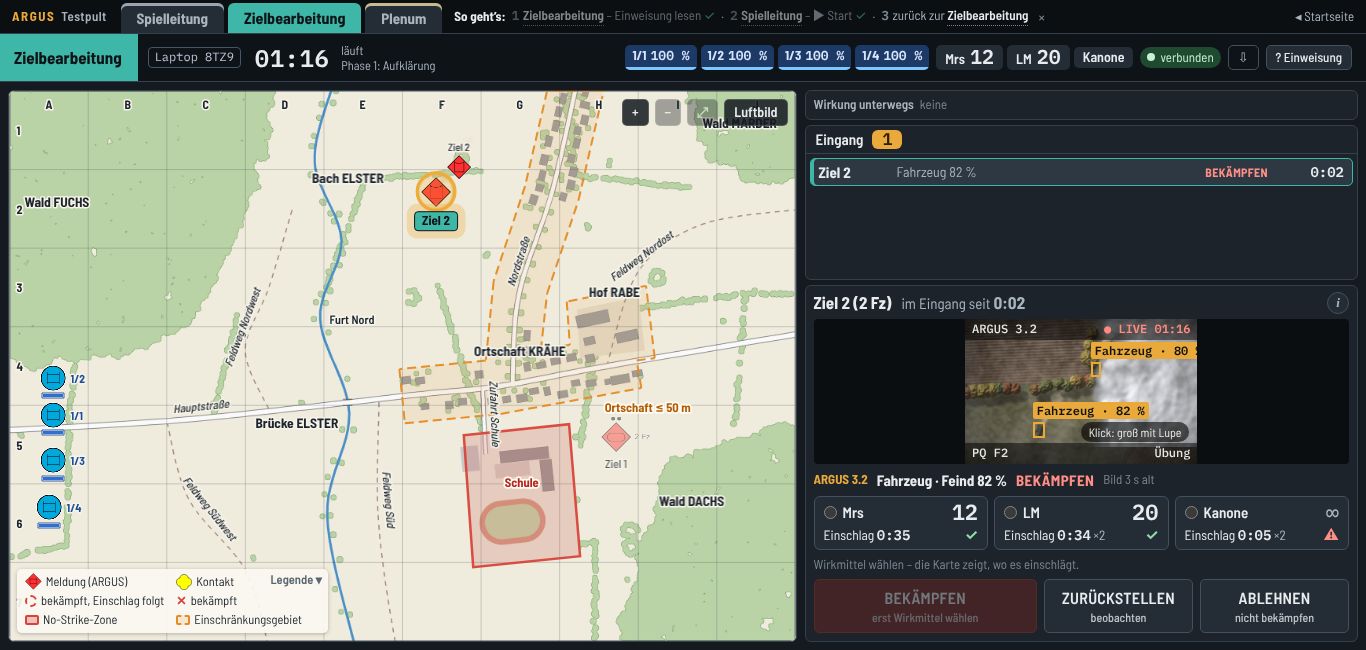 ARGUS Testpult
Spielleitung
Zielbearbeitung
Plenum
So geht's: 1 Zielbearbeitung – Einweisung lesen ✓ · 2 Spielleitung – ▶ Start ✓ · 3 zurück zur Zielbearbeitung ×
◂ Startseite
Zielbearbeitung
Laptop 8TZ9
01:16
läuft
Phase 1: Aufklärung
1/1 100 %
1/2 100 %
1/3 100 %
1/4 100 %
Mrs 12
LM 20
Kanone
verbunden
⇩
? Einweisung
A B C D E F G H I
+
−
⤢
Luftbild
Wald MARDER
1
2
3
4
5
6
Ziel 2
Bach ELSTER
Wald FUCHS
Ziel 2
Nordstraße
Feldweg Nordost
Hof RABE
Feldweg Nordwest
Furt Nord
Ortschaft KRÄHE
1/2
1/1
1/3
1/4
Hauptstraße
Brücke ELSTER
Zufahrt Schule
Ortschaft ≤ 50 m
2 Fz
Ziel 1
Schule
Feldweg Südwest
Feldweg Süd
Wald DACHS
Meldung (ARGUS)
Kontakt
Legende ▾
bekämpft, Einschlag folgt
bekämpft
No-Strike-Zone
Einschränkungsgebiet
Wirkung unterwegs keine
Eingang 1
Ziel 2 Fahrzeug 82 % BEKÄMPFEN 0:02
Ziel 2 (2 Fz) im Eingang seit 0:02
i
ARGUS 3.2 ● LIVE 01:16
Fahrzeug · 80
Fahrzeug · 82 %
Klick: groß mit Lupe
PQ F2 Übung
ARGUS 3.2 Fahrzeug · Feind 82 % BEKÄMPFEN Bild 3 s alt
Mrs 12
Einschlag 0:35 ✓
LM 20
Einschlag 0:34 ×2 ✓
Kanone ∞
Einschlag 0:05 ×2
Wirkmittel wählen – die Karte zeigt, wo es einschlägt.
BEKÄMPFEN
erst Wirkmittel wählen
ZURÜCKSTELLEN
beobachten
ABLEHNEN
nicht bekämpfen